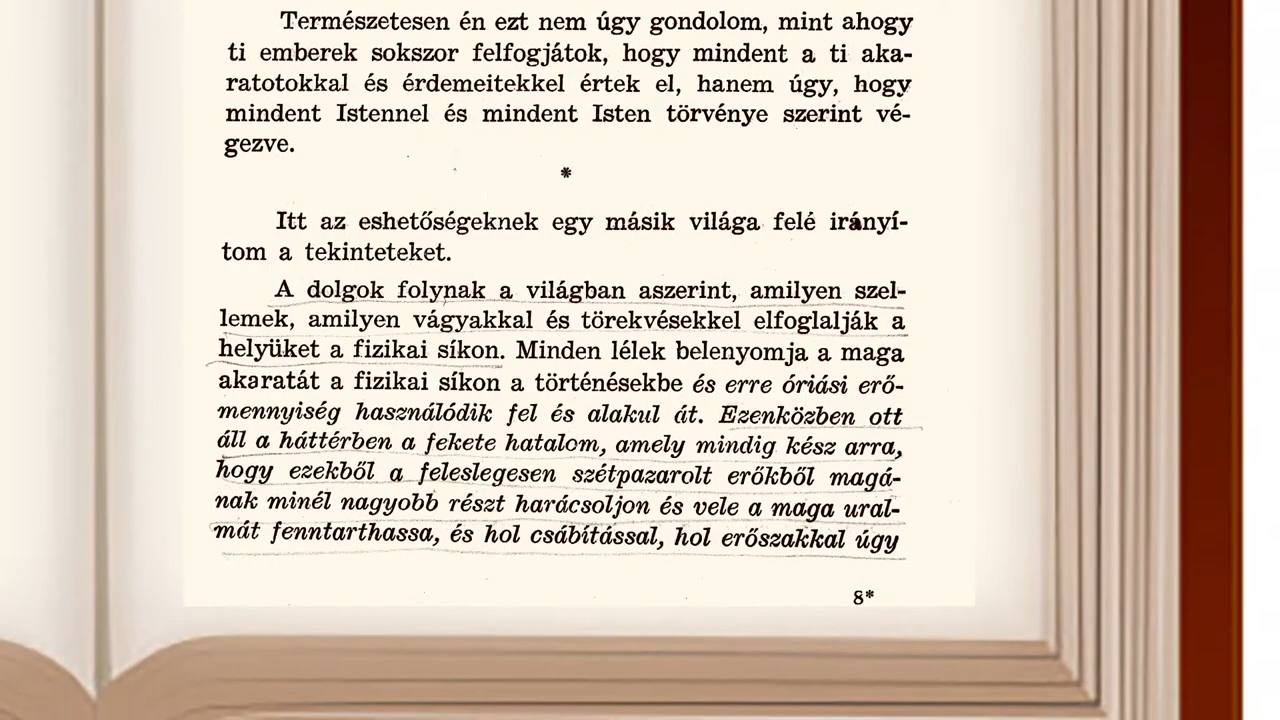 Természetesen én ezt nem úgy gondolom, mint ahogy
ti emberek sokszor felfogjátok, hogy mindent a ti aka-
ratotokkal és érdemeitekkel értek el, hanem úgy, hogy
mindent Istennel és mindent Isten törvénye szerint vé-
gezve.
*
Itt az eshetőségeknek egy másik világa felé irányí-
tom a tekinteteket.
A dolgok folynak a világban aszerint, amilyen szel-
lemek, amilyen vágyakkal és törekvésekkel elfoglalják a
helyüket a fizikai síkon. Minden lélek belenyomja a maga
akaratát a fizikai síkon a történésekbe és erre óriási erő-
mennyiség használódik fel és alakul át. Ezenközben ott
áll a háttérben a fekete hatalom, amely mindig kész arra,
hogy ezekből a feleslegesen szétpazarolt erőkből magá-
nak minél nagyobb részt harácsoljon és vele a maga ural-
mát fenntarthassa, és hol csábítással, hol erőszakkal úgy
8*